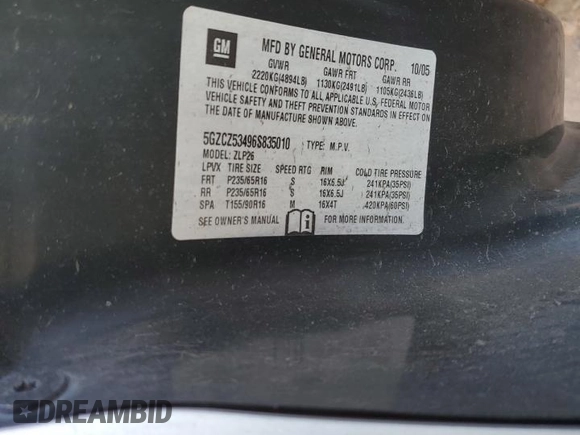 GM
MFD BY GENERAL MOTORS CORP. 10/05
GVWR GAWR FRT GAWR RR
2220KG(4894LB) 1130KG(2491LB) 1105KG(2436LB)
THIS VEHICLE CONFORMS TO ALL APPLICABLE U.S. FEDERAL MOTOR
VEHICLE SAFETY AND THEFT PREVENTION STANDARDS IN EFFECT ON
THE DATE OF MANUFACTURE SHOWN ABOVE.
5GZCZ53496S835010 TYPE: M.P.V.
MODEL: ZLP26
LPVX TIRE SIZE SPEED RTG RIM COLD TIRE PRESSURE
FRT P235/65R16 S 16X6.5J 241KPA(35PSI)
RR P235/65R16 S 16X6.5J 241KPA(35PSI)
SPA T155/90R16 M 16X4T 420KPA(60PSI)
SEE OWNER'S MANUAL FOR MORE INFORMATION.
DREAMBID